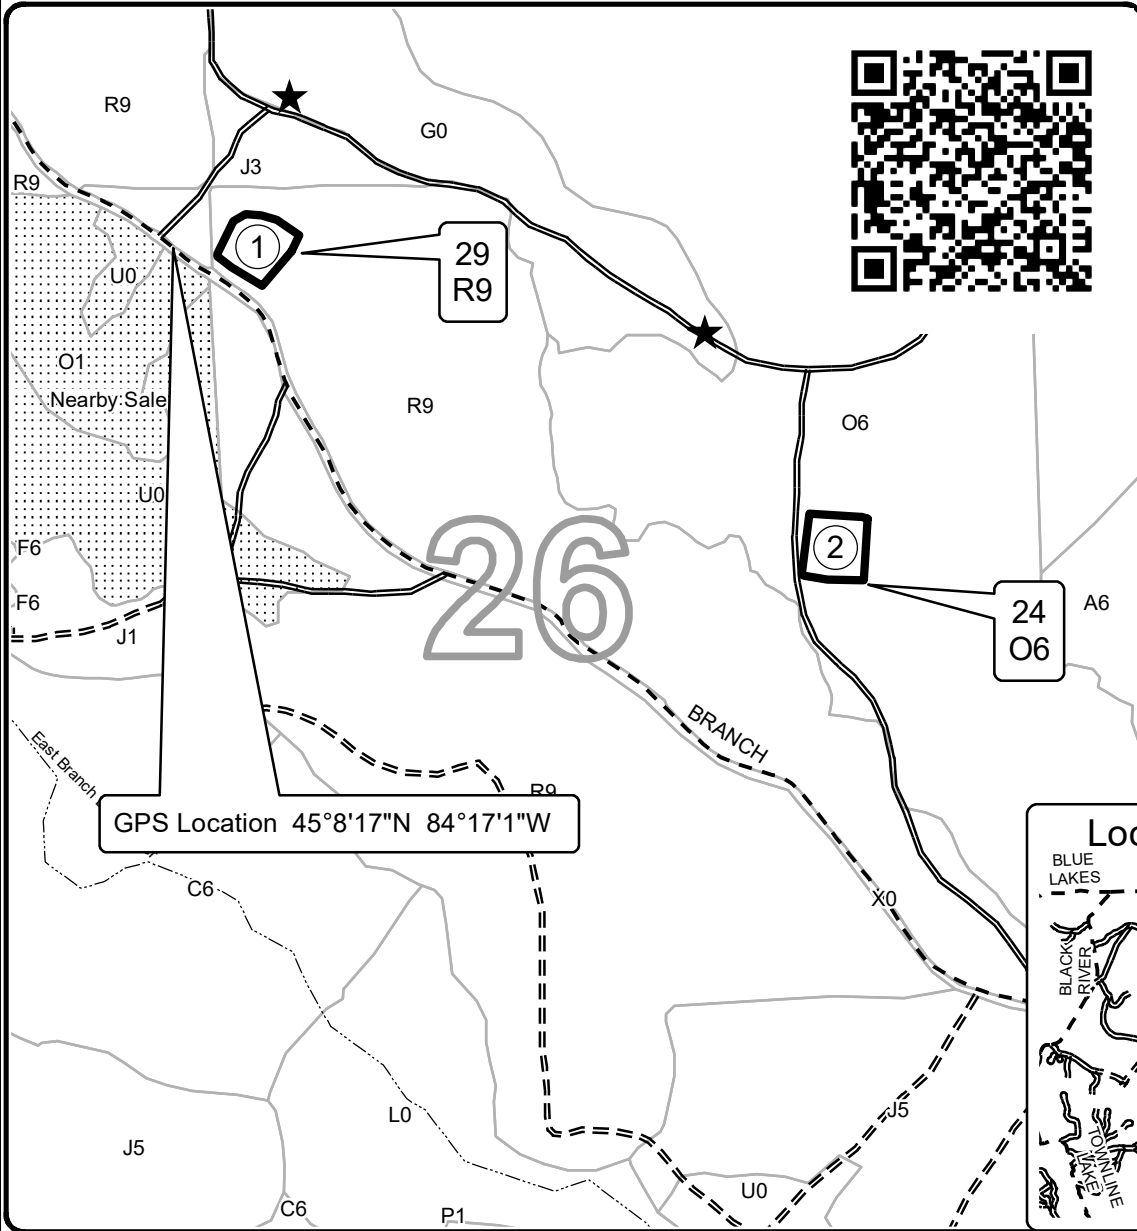 R9
G0
J3
R9
1
29
R9
U0
O1
Nearby Sale
R9
O6
U0
2
F6
26
F6
24
O6
A6
J1
BRANCH
East Branch
R9
GPS Location 45°8'17"N 84°17'1"W
Loc
BLUE
LAKES
C6
X0
BLACK
RIVER
L0
J5
J5
TOWNLINE
LAKE
U0
C6
P1